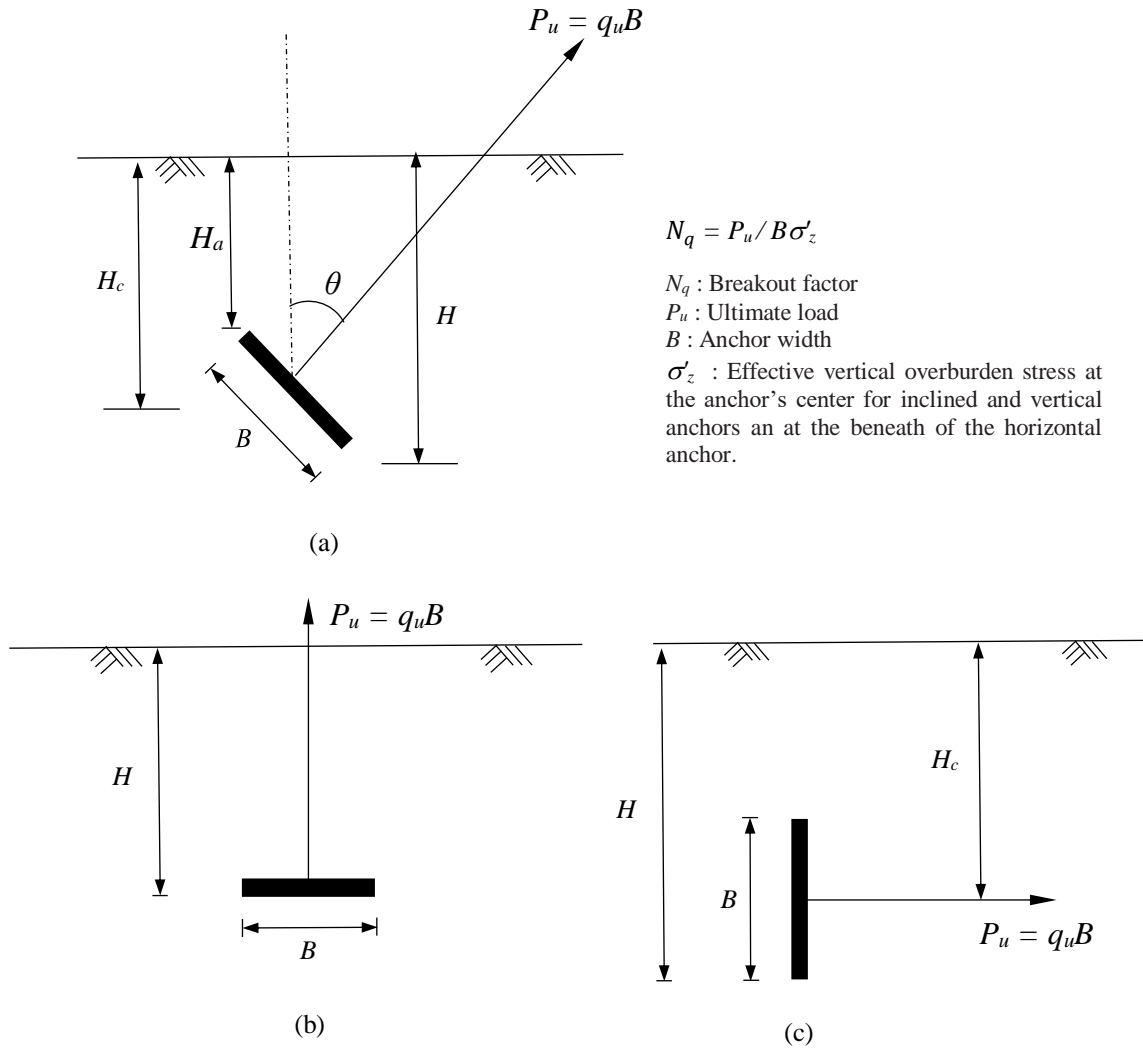 P_u = q_uB
H_a
H_c
θ
H
B
N_q = P_u / Bσ'_z
N_q : Breakout factor
P_u : Ultimate load
B : Anchor width
σ'_z : Effective vertical overburden stress at
the anchor's center for inclined and vertical
anchors an at the beneath of the horizontal
anchor.
(a)
P_u = q_uB
H
B
(b)
H_c
H
B
P_u = q_uB
(c)